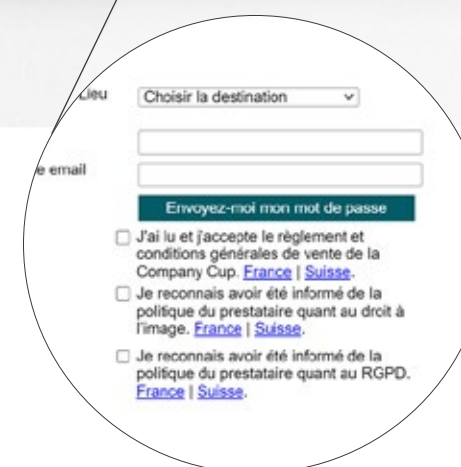 Lieu
Choisir la destination
e email
Envoyez-moi mon mot de passe
J'ai lu et j'accepte le règlement et
conditions générales de vente de la
Company Cup. France | Suisse.
Je reconnais avoir été informé de la
politique du prestataire quant au droit à
l'image. France | Suisse.
Je reconnais avoir été informé de la
politique du prestataire quant au RGPD.
France | Suisse.